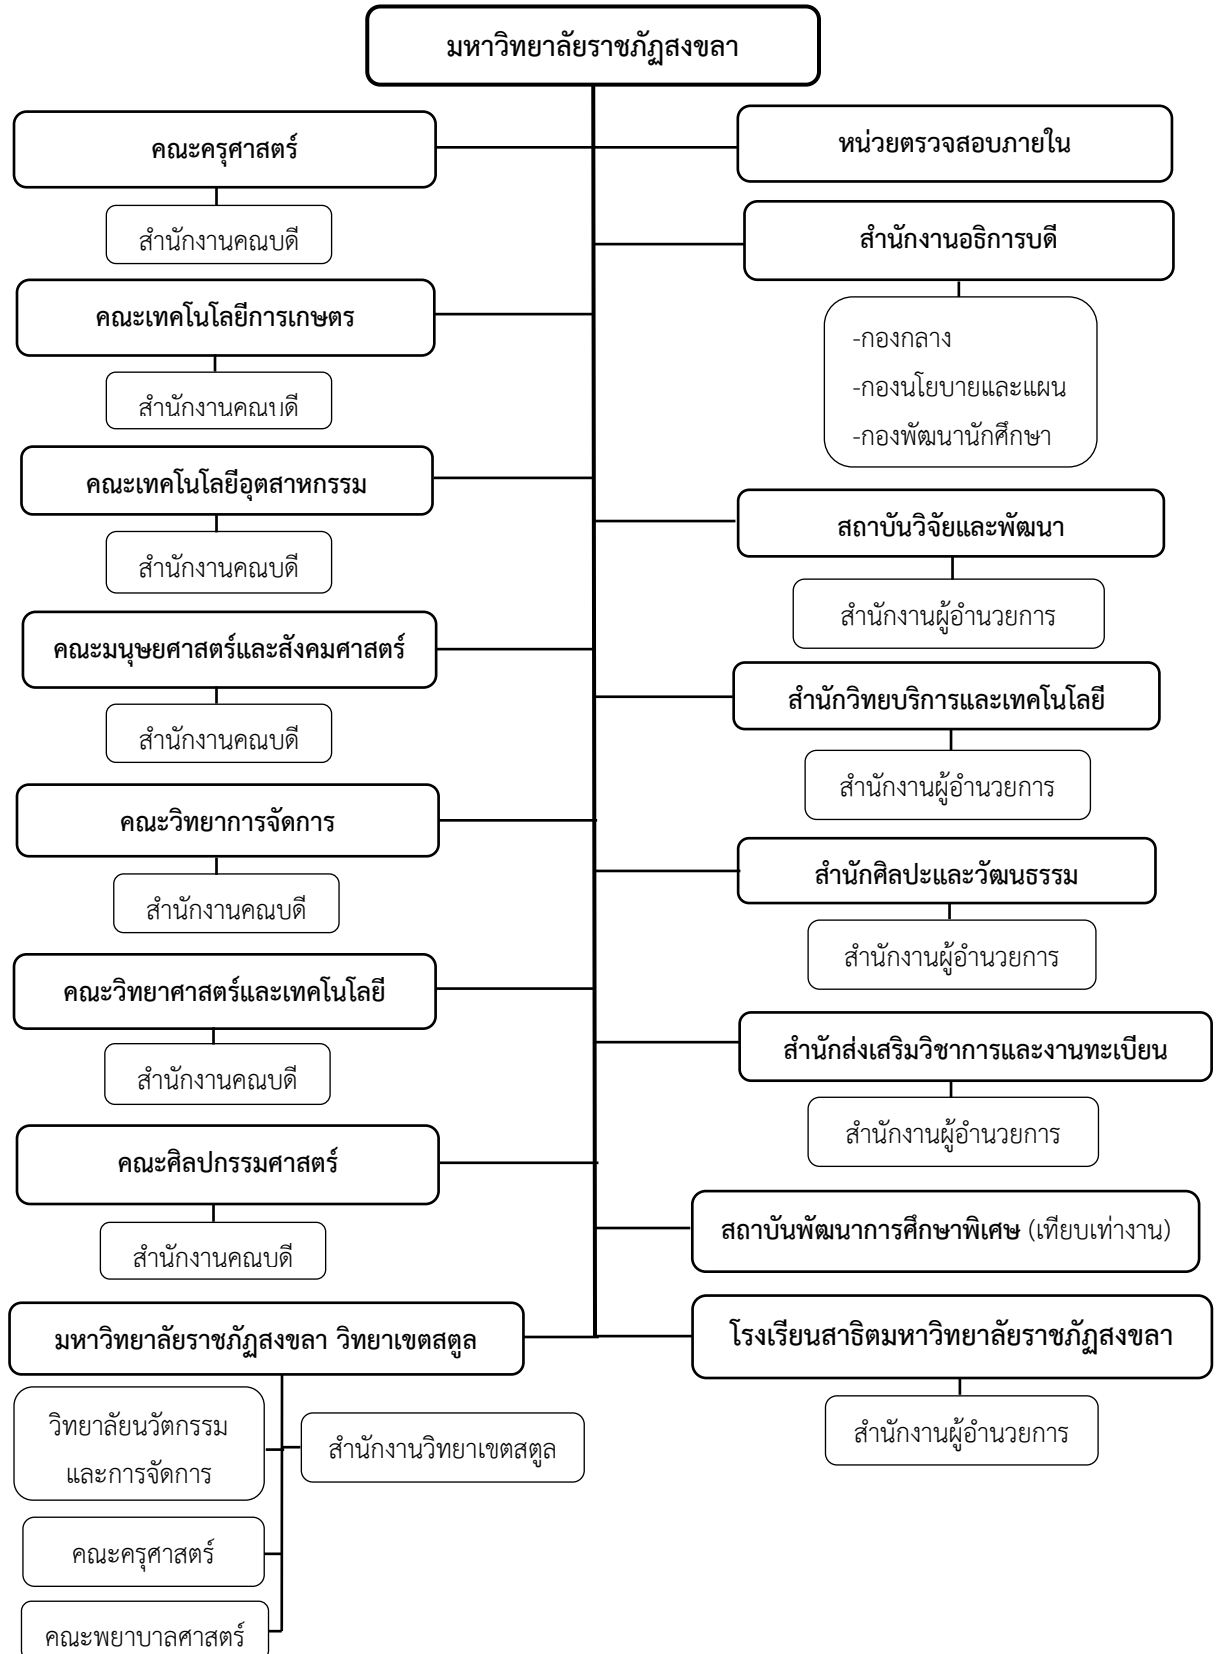 มหาวิทยาลัยราชภัฏสงขลา
คณะครุศาสตร์
สำนักงานคณบดี
คณะเทคโนโลยีการเกษตร
สำนักงานคณบดี
คณะเทคโนโลยีอุตสาหกรรม
สำนักงานคณบดี
คณะมนุษยศาสตร์และสังคมศาสตร์
สำนักงานคณบดี
คณะวิทยาการจัดการ
สำนักงานคณบดี
คณะวิทยาศาสตร์และเทคโนโลยี
สำนักงานคณบดี
คณะศิลปกรรมศาสตร์
สำนักงานคณบดี
มหาวิทยาลัยราชภัฏสงขลา วิทยาเขตสตูล
วิทยาลัยนวัตกรรม
และการจัดการ
สำนักงานวิทยาเขตสตูล
คณะครุศาสตร์
คณะพยาบาลศาสตร์
หน่วยตรวจสอบภายใน
สำนักงานอธิการบดี
-กองกลาง
-กองนโยบายและแผน
-กองพัฒนานักศึกษา
สถาบันวิจัยและพัฒนา
สำนักงานผู้อำนวยการ
สำนักวิทยบริการและเทคโนโลยี
สำนักงานผู้อำนวยการ
สำนักศิลปะและวัฒนธรรม
สำนักงานผู้อำนวยการ
สำนักส่งเสริมวิชาการและงานทะเบียน
สำนักงานผู้อำนวยการ
สถาบันพัฒนาการศึกษาพิเศษ (เทียบเท่างาน)
โรงเรียนสาธิตมหาวิทยาลัยราชภัฏสงขลา
สำนักงานผู้อำนวยการ